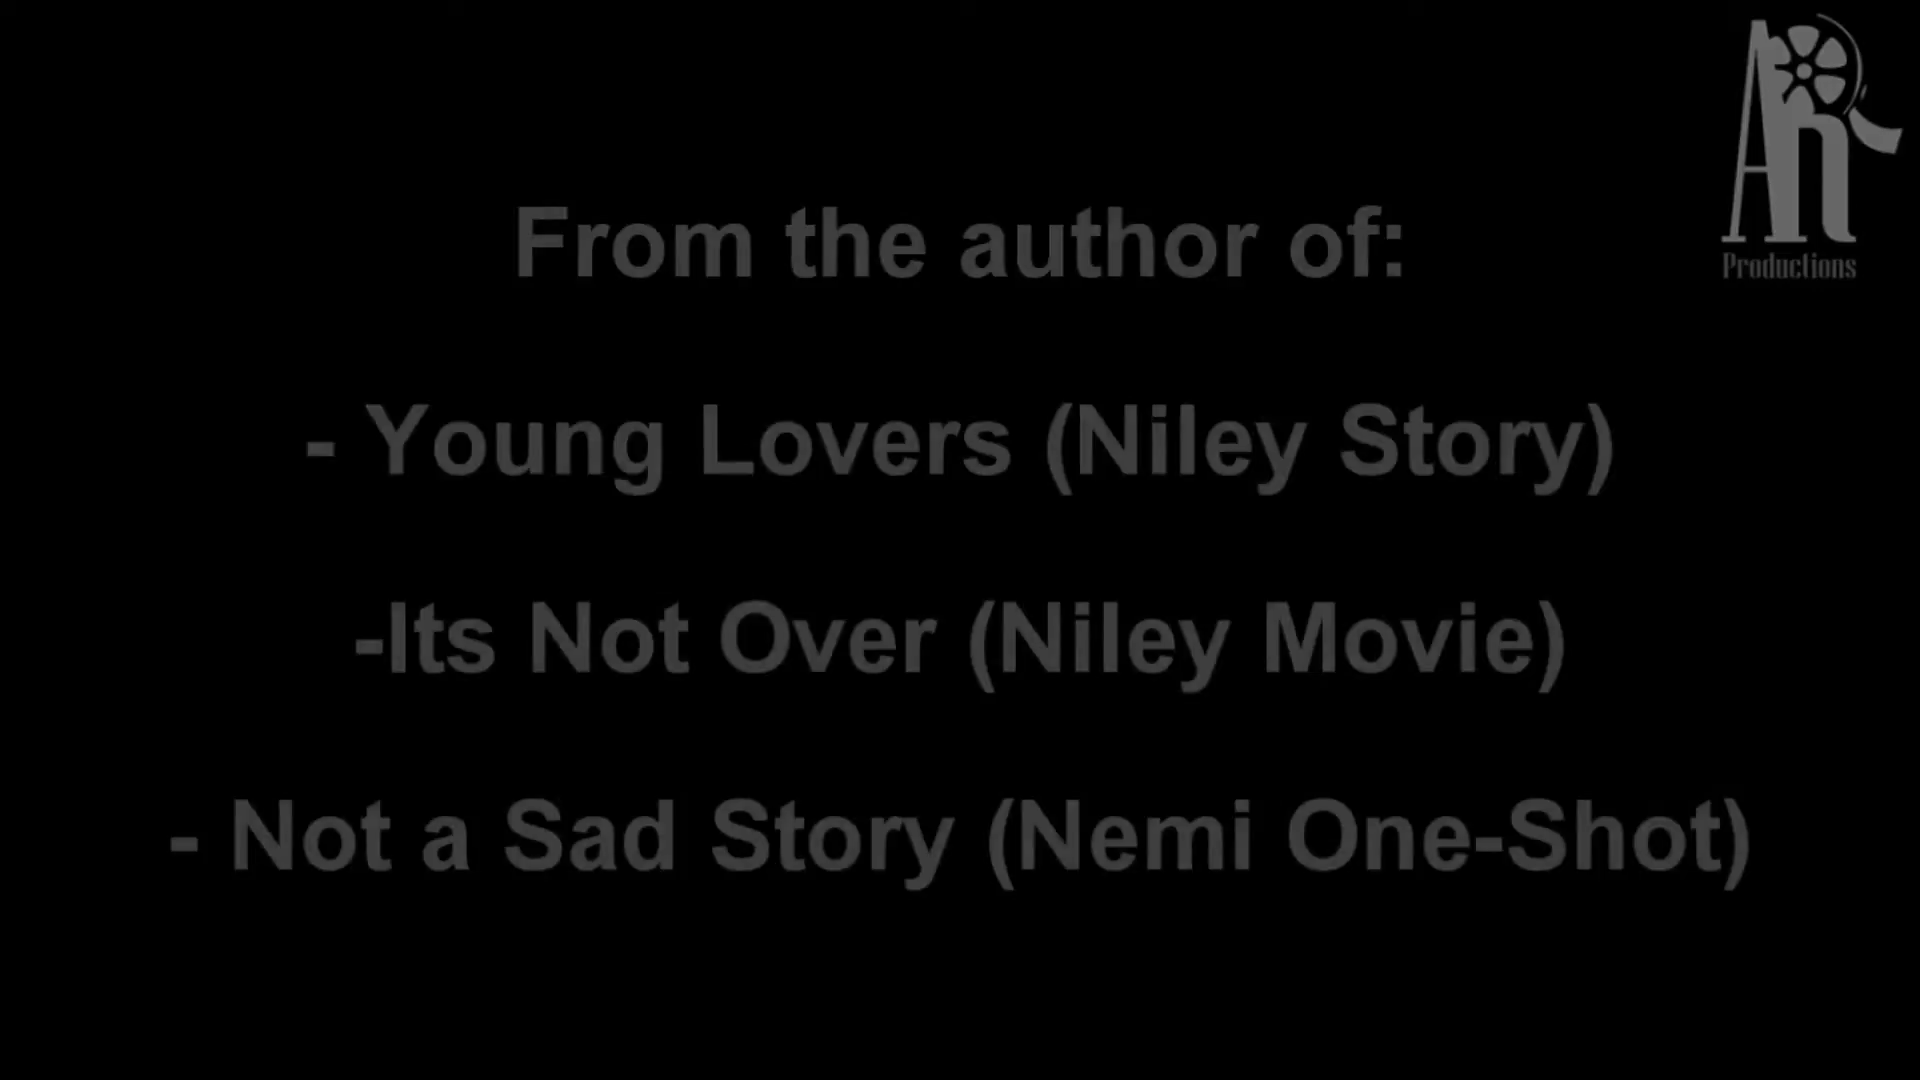 AR
Productions
From the author of:
- Young Lovers (Niley Story)
-Its Not Over (Niley Movie)
- Not a Sad Story (Nemi One-Shot)